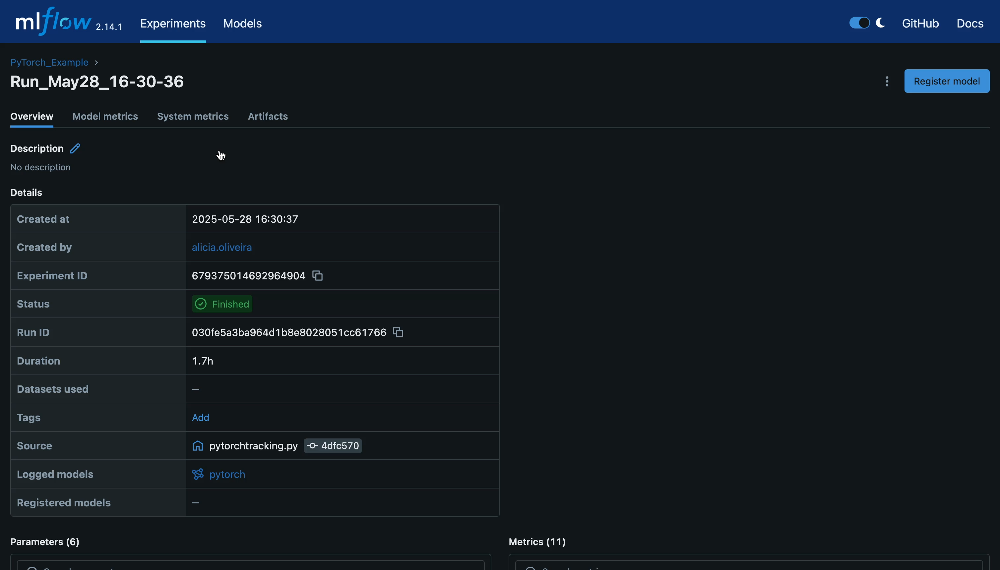 mlflow 2.14.1 Experiments Models GitHub Docs
PyTorch_Example ›
Run_May28_16-30-36
Register model
Overview Model metrics System metrics Artifacts
Description
No description
Details
Created at 2025-05-28 16:30:37
Created by alicia.oliveira
Experiment ID 679375014692964904
Status Finished
Run ID 030fe5a3ba964d1b8e8028051cc61766
Duration 1.7h
Datasets used —
Tags Add
Source pytorchtracking.py 4dfc570
Logged models pytorch
Registered models —
Parameters (6) Metrics (11)